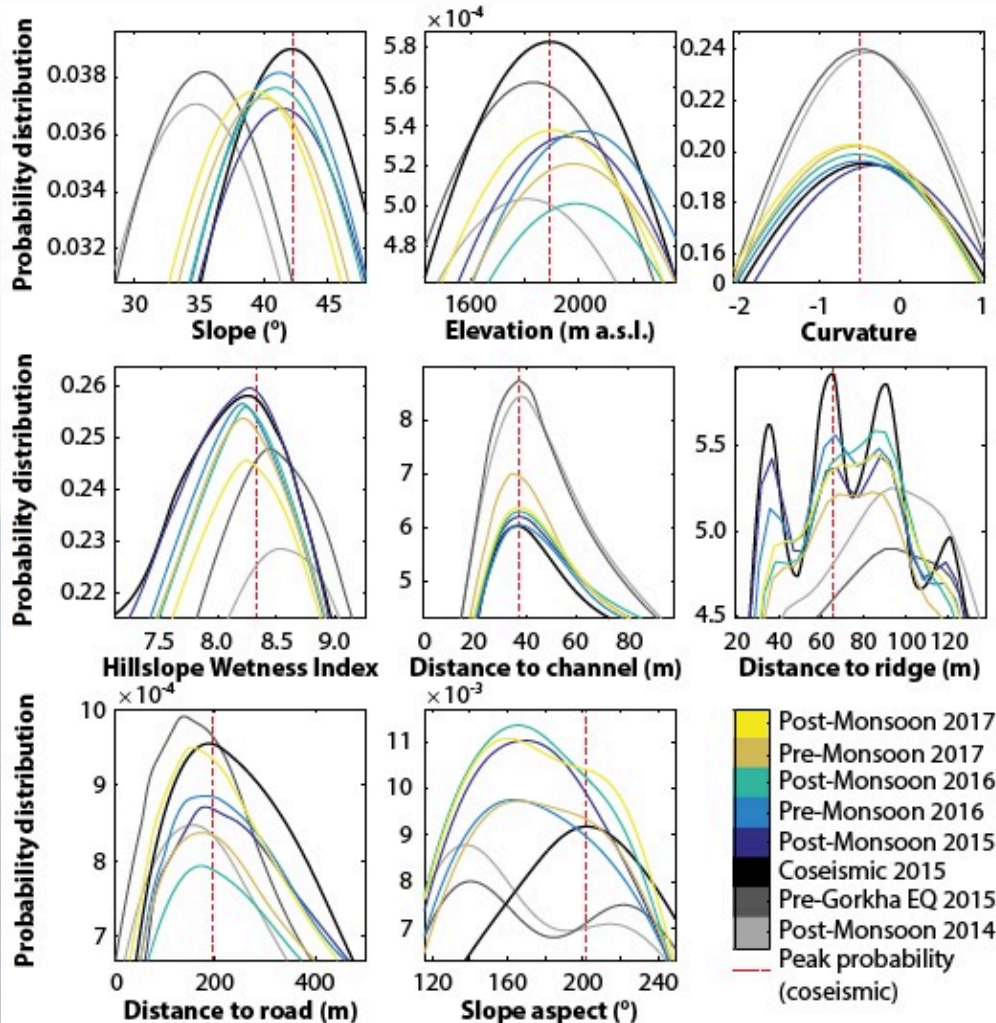 × 10⁻⁴
Probability distribution
0.038
0.036
0.034
0.032
30 35 40 45
Slope (º)
5.8
5.6
5.4
5.2
5.0
4.8
1600 2000
Elevation (m a.s.l.)
0.24
0.20
0.16
0
-2 -1 0 1
Curvature
Probability distribution
0.26
0.25
0.24
0.23
0.22
7.5 8.0 8.5 9.0
Hillslope Wetness Index
8
7
6
5
0 40 60 80
Distance to channel (m)
5.5
5.0
4.5
20 40 60 80 100 120
Distance to ridge (m)
Probability distribution
× 10⁻⁴
10
9
8
7
0 200 400
Distance to road (m)
× 10⁻³
11
10
9
8
7
120 160 200 240
Slope aspect (º)
Post-Monsoon 2017
Pre-Monsoon 2017
Post-Monsoon 2016
Pre-Monsoon 2016
Post-Monsoon 2015
Coseismic 2015
Pre-Gorkha EQ 2015
Post-Monsoon 2014
Peak probability
(coseismic)